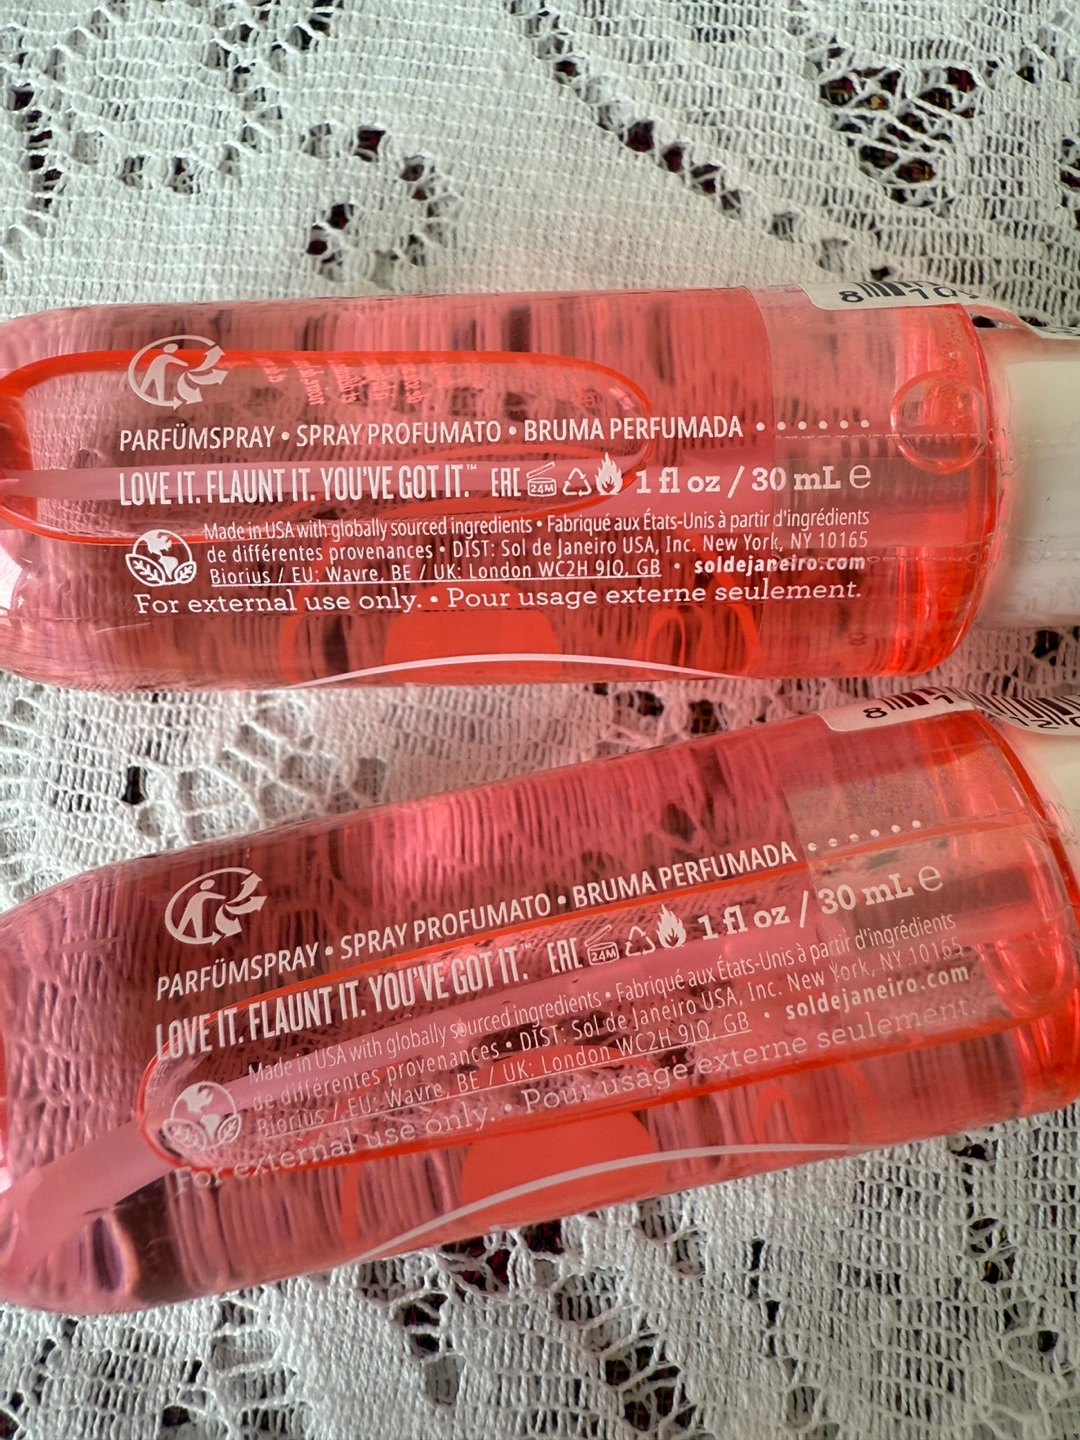 8 10
PARFÜMSPRAY • SPRAY PROFUMATO • BRUMA PERFUMADA • • • • • •
LOVE IT. FLAUNT IT. YOU'VE GOT IT.™ EAC 24M 1 fl oz / 30 mL ℮
Made in USA with globally sourced ingredients • Fabriqué aux États-Unis à partir d'ingrédients
de différentes provenances • DIST: Sol de Janeiro USA, Inc. New York, NY 10165
Biorius / EU: Wavre, BE / UK: London WC2H 9JQ, GB • soldejaneiro.com
For external use only. • Pour usage externe seulement.
8 1
PARFÜMSPRAY • SPRAY PROFUMATO • BRUMA PERFUMADA • • • • • •
LOVE IT. FLAUNT IT. YOU'VE GOT IT.™ EAC 24M 1 fl oz / 30 mL ℮
Made in USA with globally sourced ingredients • Fabriqué aux États-Unis à partir d'ingrédients
de différentes provenances • DIST: Sol de Janeiro USA, Inc. New York, NY 10165
Biorius / EU: Wavre, BE / UK: London WC2H 9JQ, GB • soldejaneiro.com
For external use only. • Pour usage externe seulement.